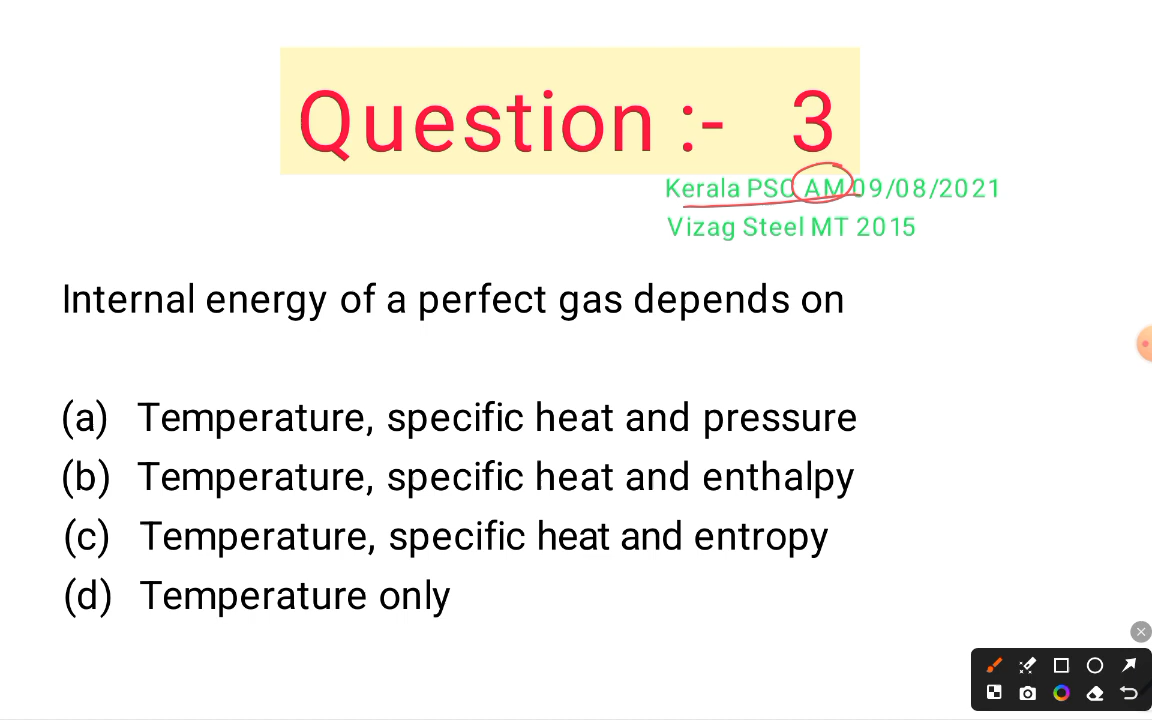 Question :- 3
Kerala PSC AM 09/08/2021
Vizag Steel MT 2015
Internal energy of a perfect gas depends on
(a) Temperature, specific heat and pressure
(b) Temperature, specific heat and enthalpy
(c) Temperature, specific heat and entropy
(d) Temperature only